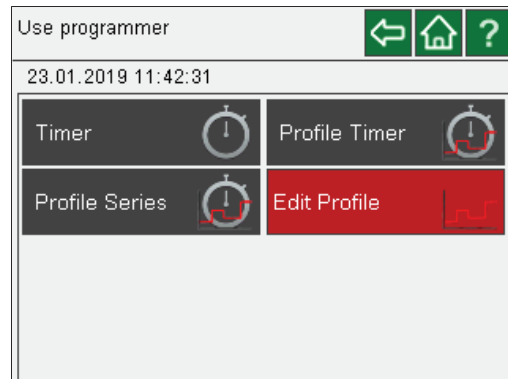 Use programmer ?
23.01.2019 11:42:31
Timer Profile Timer
Profile Series Edit Profile